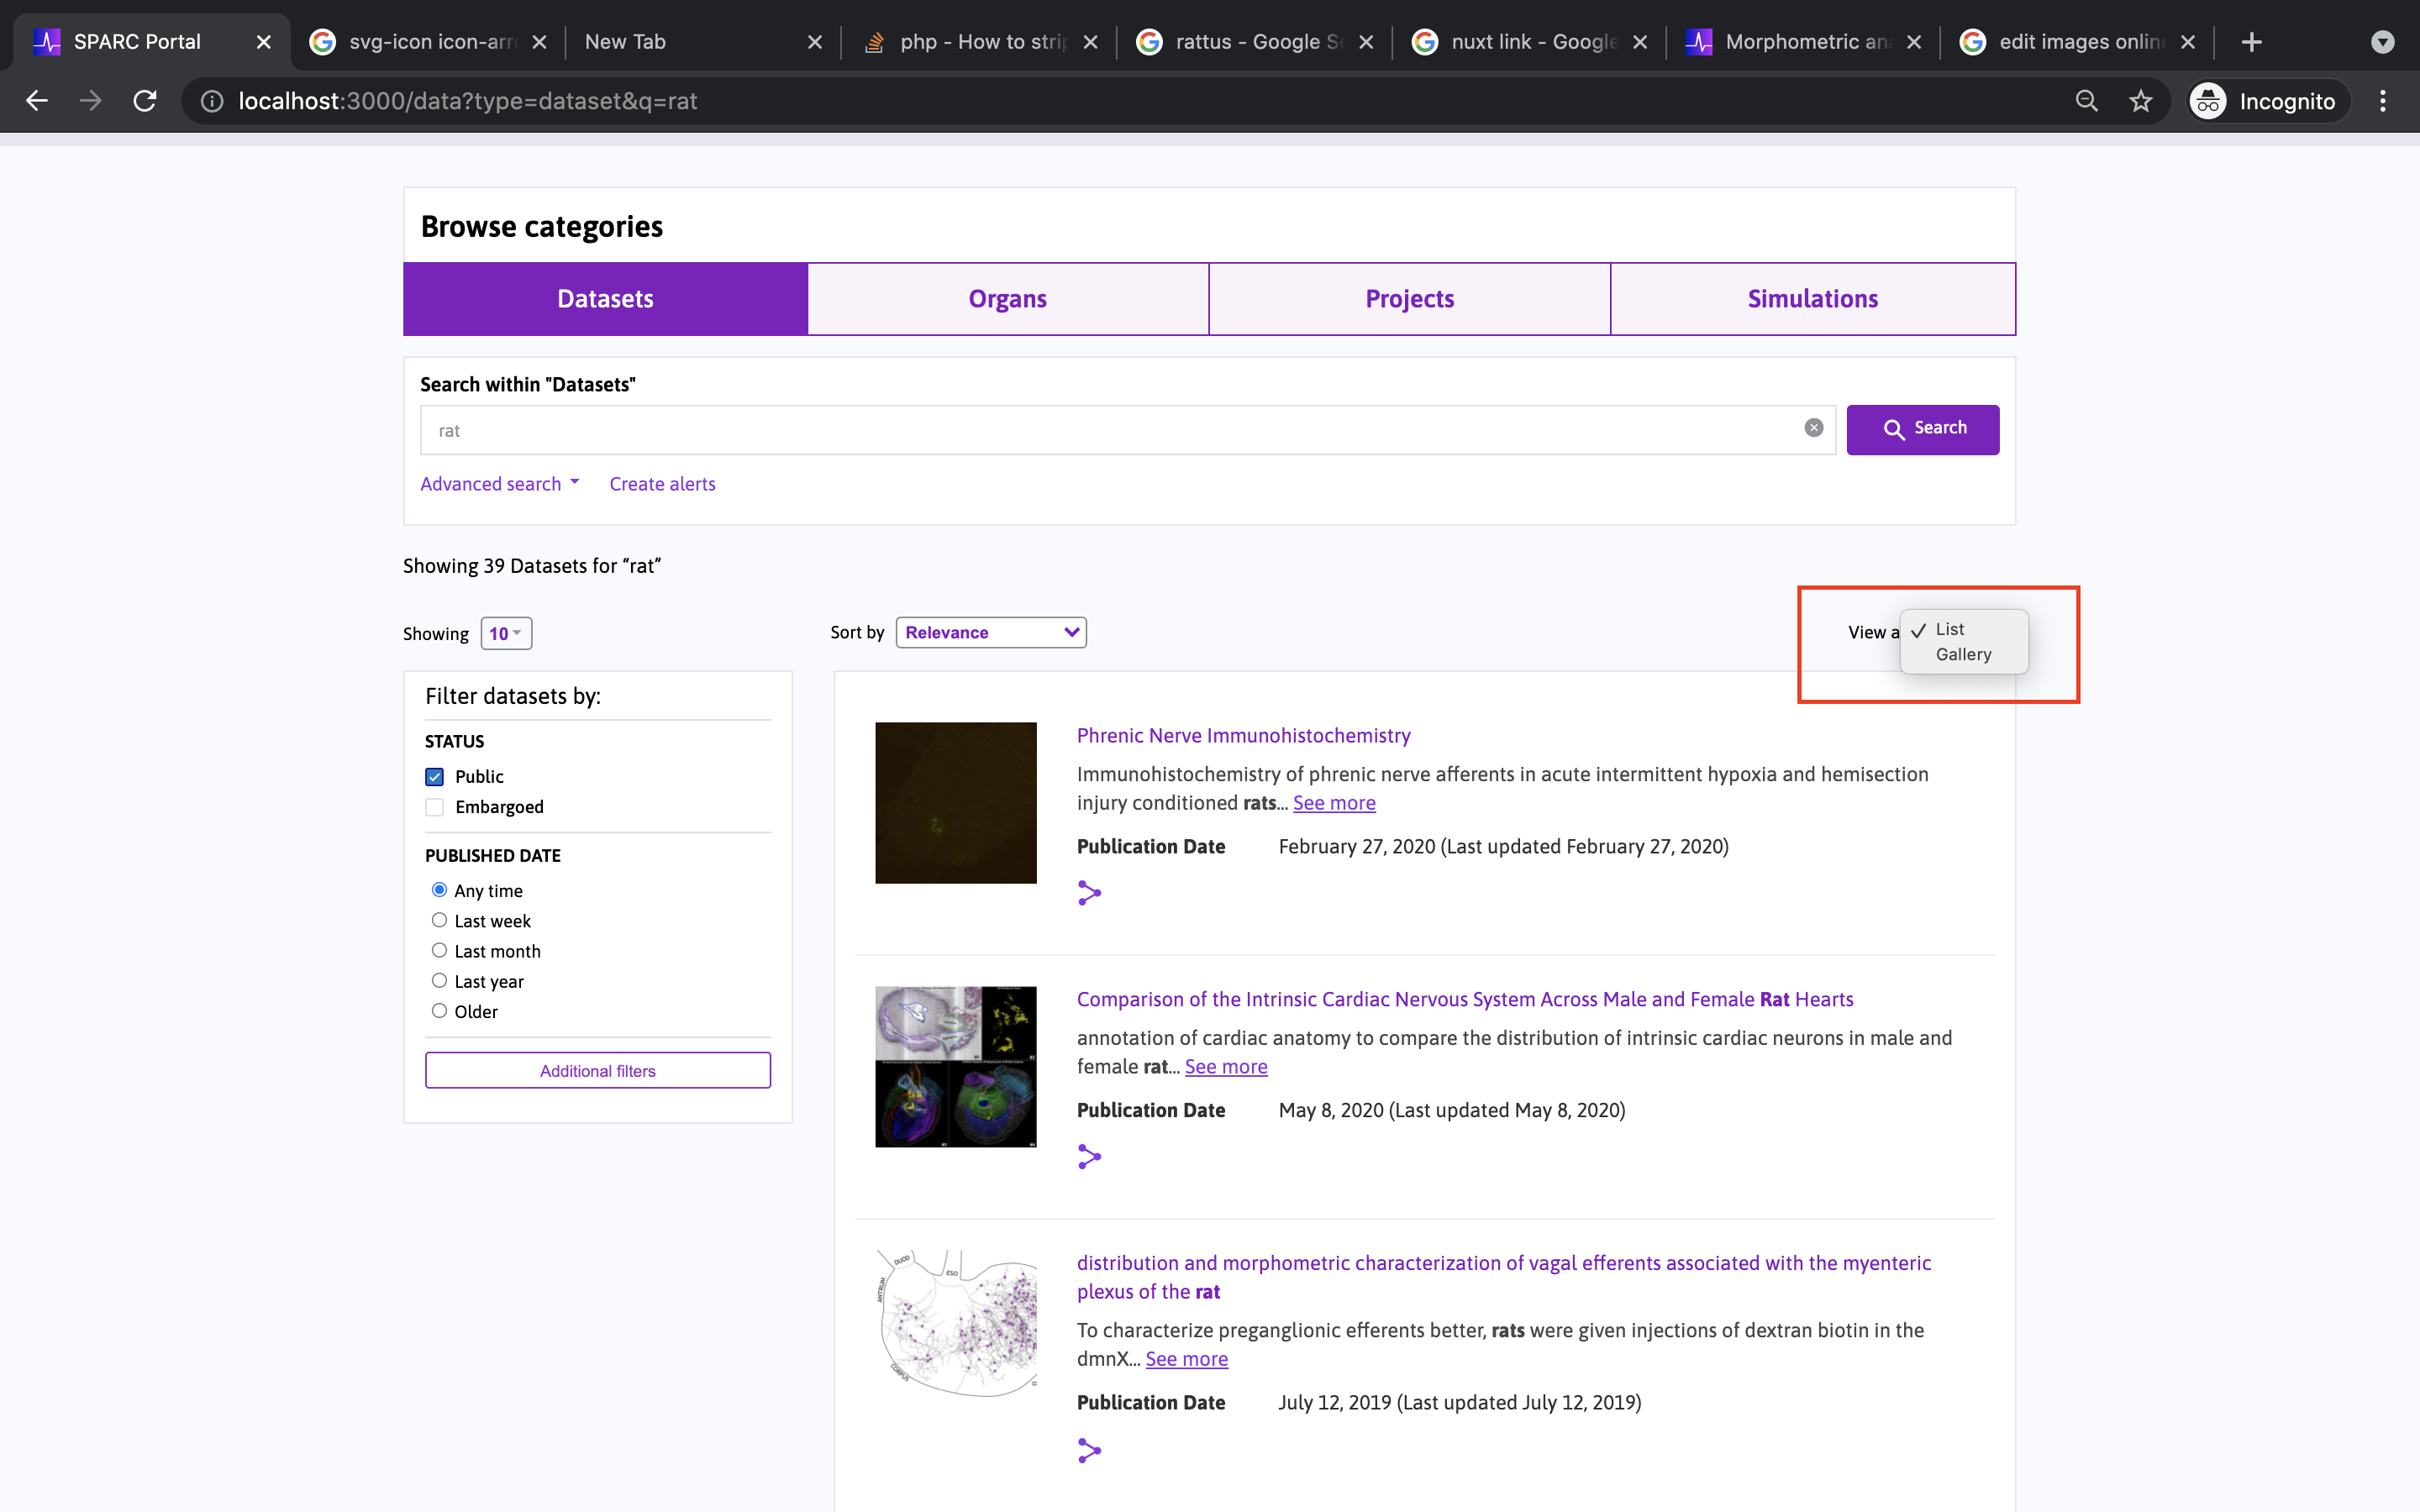 SPARC Portal
svg-icon icon-arr
New Tab
php - How to strip
rattus - Google S
nuxt link - Google
Morphometric an
edit images online
localhost:3000/data?type=dataset&q=rat
Incognito
Browse categories
Datasets
Organs
Projects
Simulations
Search within "Datasets"
rat
Search
Advanced search
Create alerts
Showing 39 Datasets for “rat”
Showing 10
Sort by Relevance
View a
List
Gallery
Filter datasets by:
STATUS
Public
Embargoed
PUBLISHED DATE
Any time
Last week
Last month
Last year
Older
Additional filters
Phrenic Nerve Immunohistochemistry
Immunohistochemistry of phrenic nerve afferents in acute intermittent hypoxia and hemisection
injury conditioned rats... See more
Publication Date February 27, 2020 (Last updated February 27, 2020)
Comparison of the Intrinsic Cardiac Nervous System Across Male and Female Rat Hearts
annotation of cardiac anatomy to compare the distribution of intrinsic cardiac neurons in male and
female rat... See more
Publication Date May 8, 2020 (Last updated May 8, 2020)
DUOD
ESO
ANTRUM
CORPUS
distribution and morphometric characterization of vagal efferents associated with the myenteric
plexus of the rat
To characterize preganglionic efferents better, rats were given injections of dextran biotin in the
dmnX... See more
Publication Date July 12, 2019 (Last updated July 12, 2019)